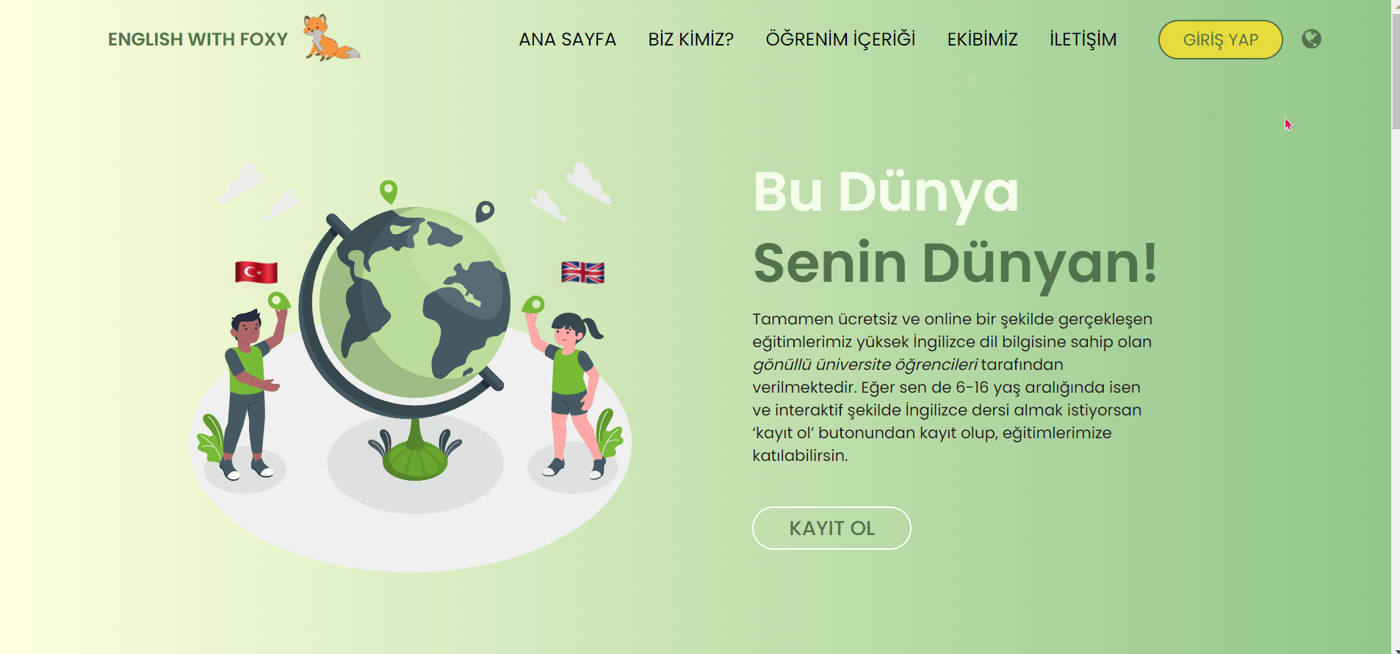 ENGLISH WITH FOXY
ANA SAYFA
BİZ KİMİZ?
ÖĞRENİM İÇERİĞİ
EKİBİMİZ
İLETİŞİM
GİRİŞ YAP
Bu Dünya
Senin Dünyan!
Tamamen ücretsiz ve online bir şekilde gerçekleşen
eğitimlerimiz yüksek İngilizce dil bilgisine sahip olan
gönüllü üniversite öğrencileri tarafından
verilmektedir. Eğer sen de 6-16 yaş aralığında isen
ve interaktif şekilde İngilizce dersi almak istiyorsan
‘kayıt ol’ butonundan kayıt olup, eğitimlerimize
katılabilirsin.
KAYIT OL